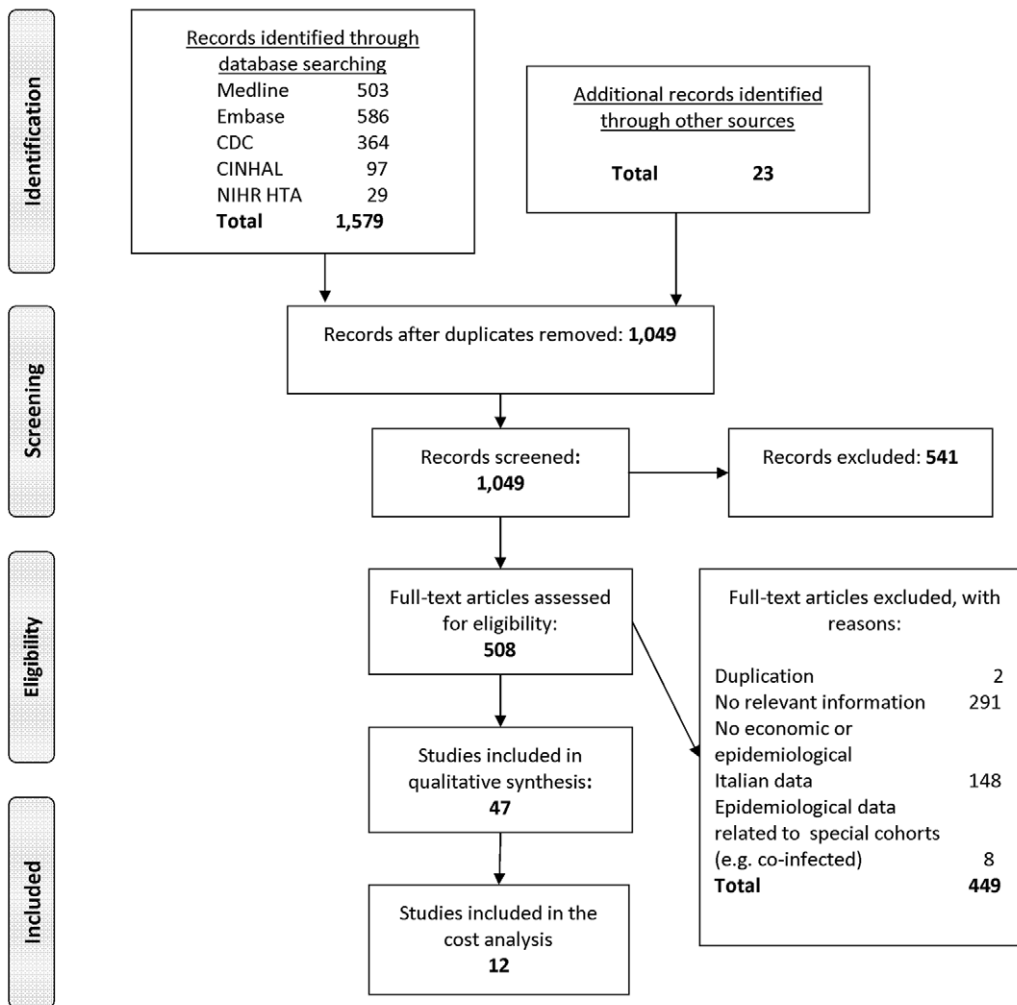 Identification
Records identified through
database searching
Medline 503
Embase 586
CDC 364
CINHAL 97
NIHR HTA 29
Total 1,579
Additional records identified
through other sources
Total 23
Screening
Records after duplicates removed: 1,049
Records screened:
1,049
Records excluded: 541
Eligibility
Full-text articles assessed
for eligibility:
508
Full-text articles excluded, with
reasons:
Duplication 2
No relevant information 291
No economic or
epidemiological
Italian data 148
Epidemiological data
related to special cohorts
(e.g. co-infected) 8
Total 449
Studies included in
qualitative synthesis:
47
Included
Studies included in the
cost analysis
12